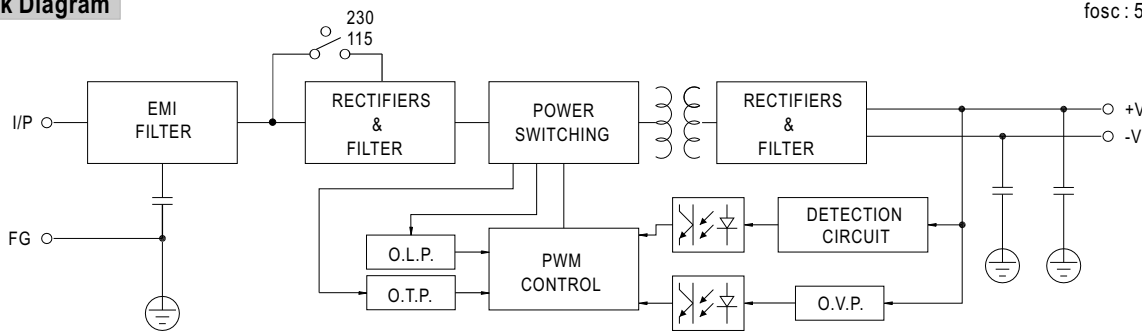 k Diagram
fosc : 5
230
115
I/P
EMI
FILTER
RECTIFIERS
&
FILTER
POWER
SWITCHING
RECTIFIERS
&
FILTER
+V
-V
FG
O.L.P.
O.T.P.
PWM
CONTROL
DETECTION
CIRCUIT
O.V.P.